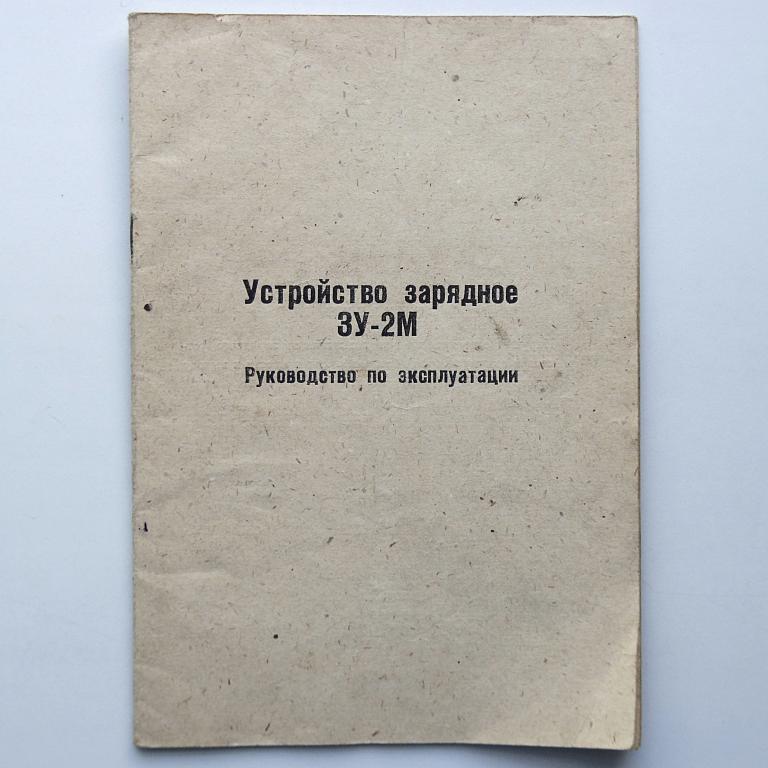 Устройство зарядное
ЗУ-2М
Руководство по эксплуатации